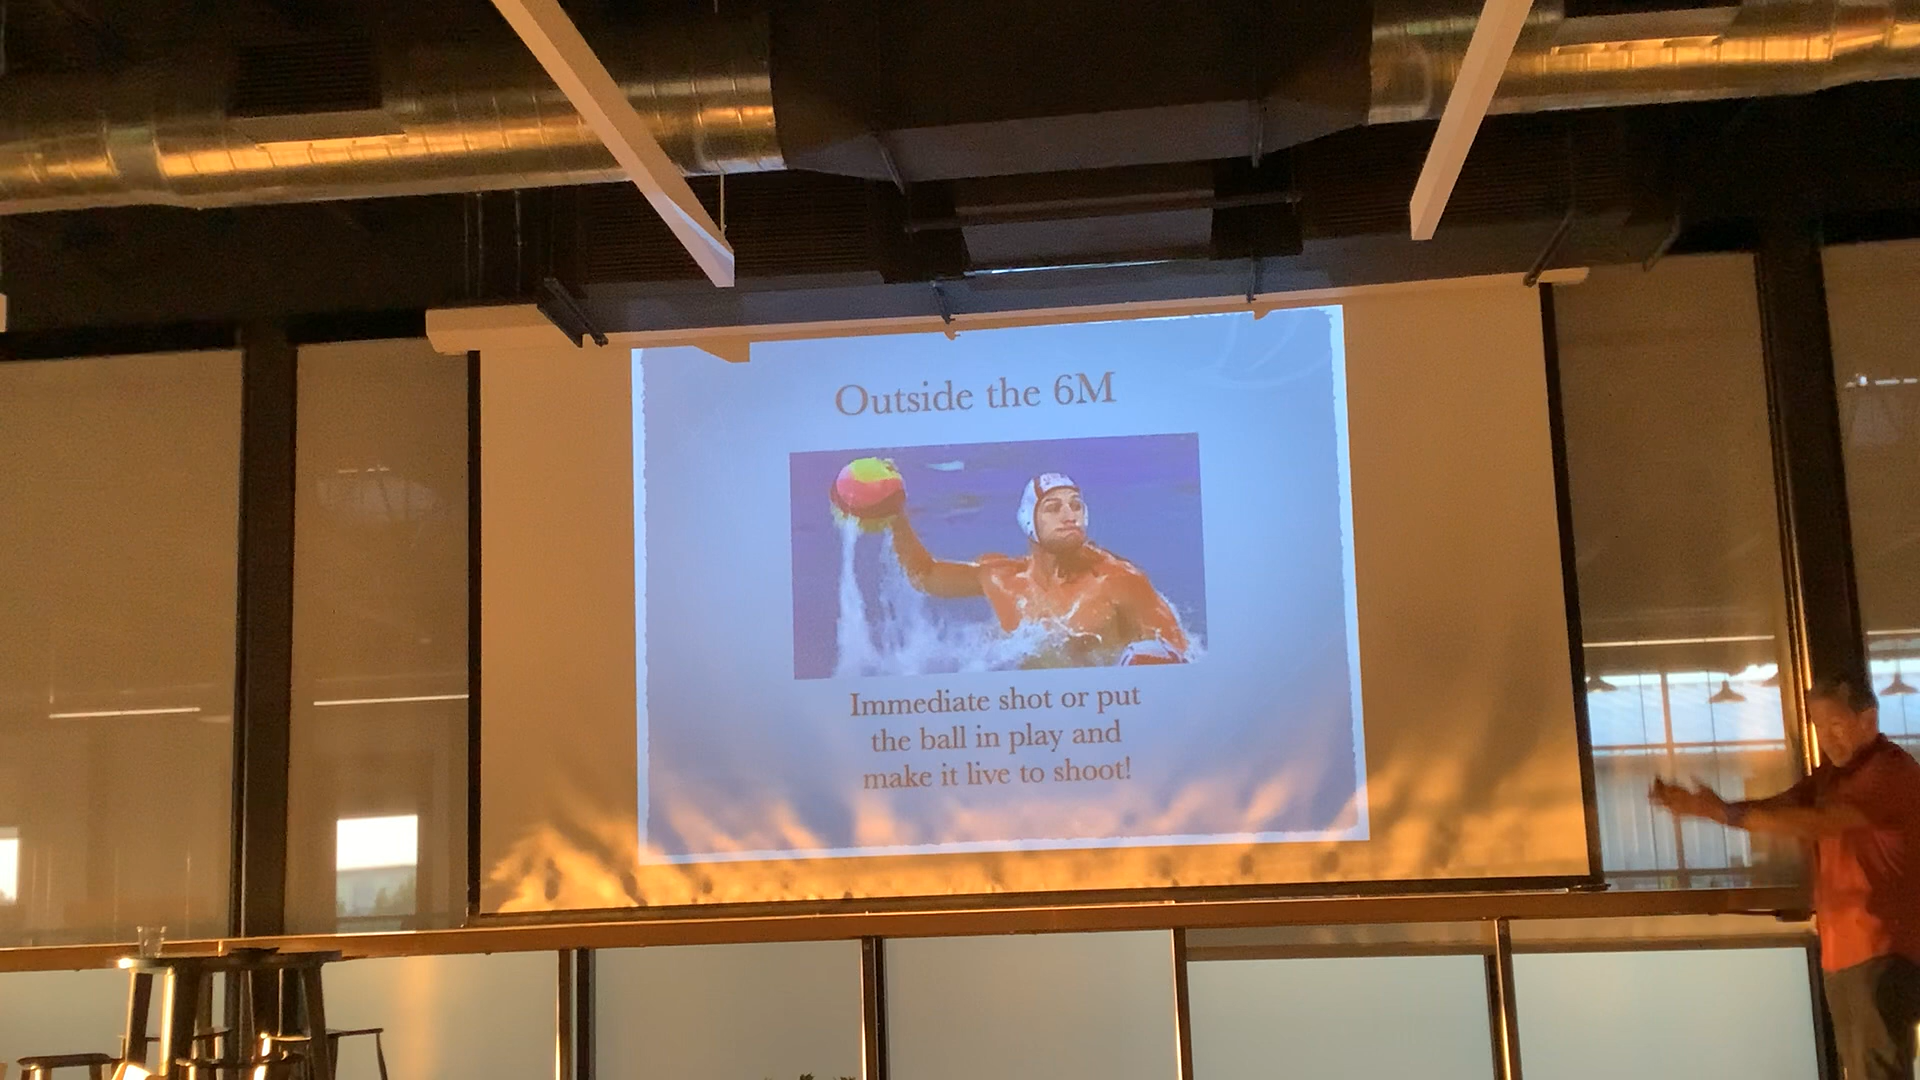 Outside the 6M
Immediate shot or put
the ball in play and
make it live to shoot!